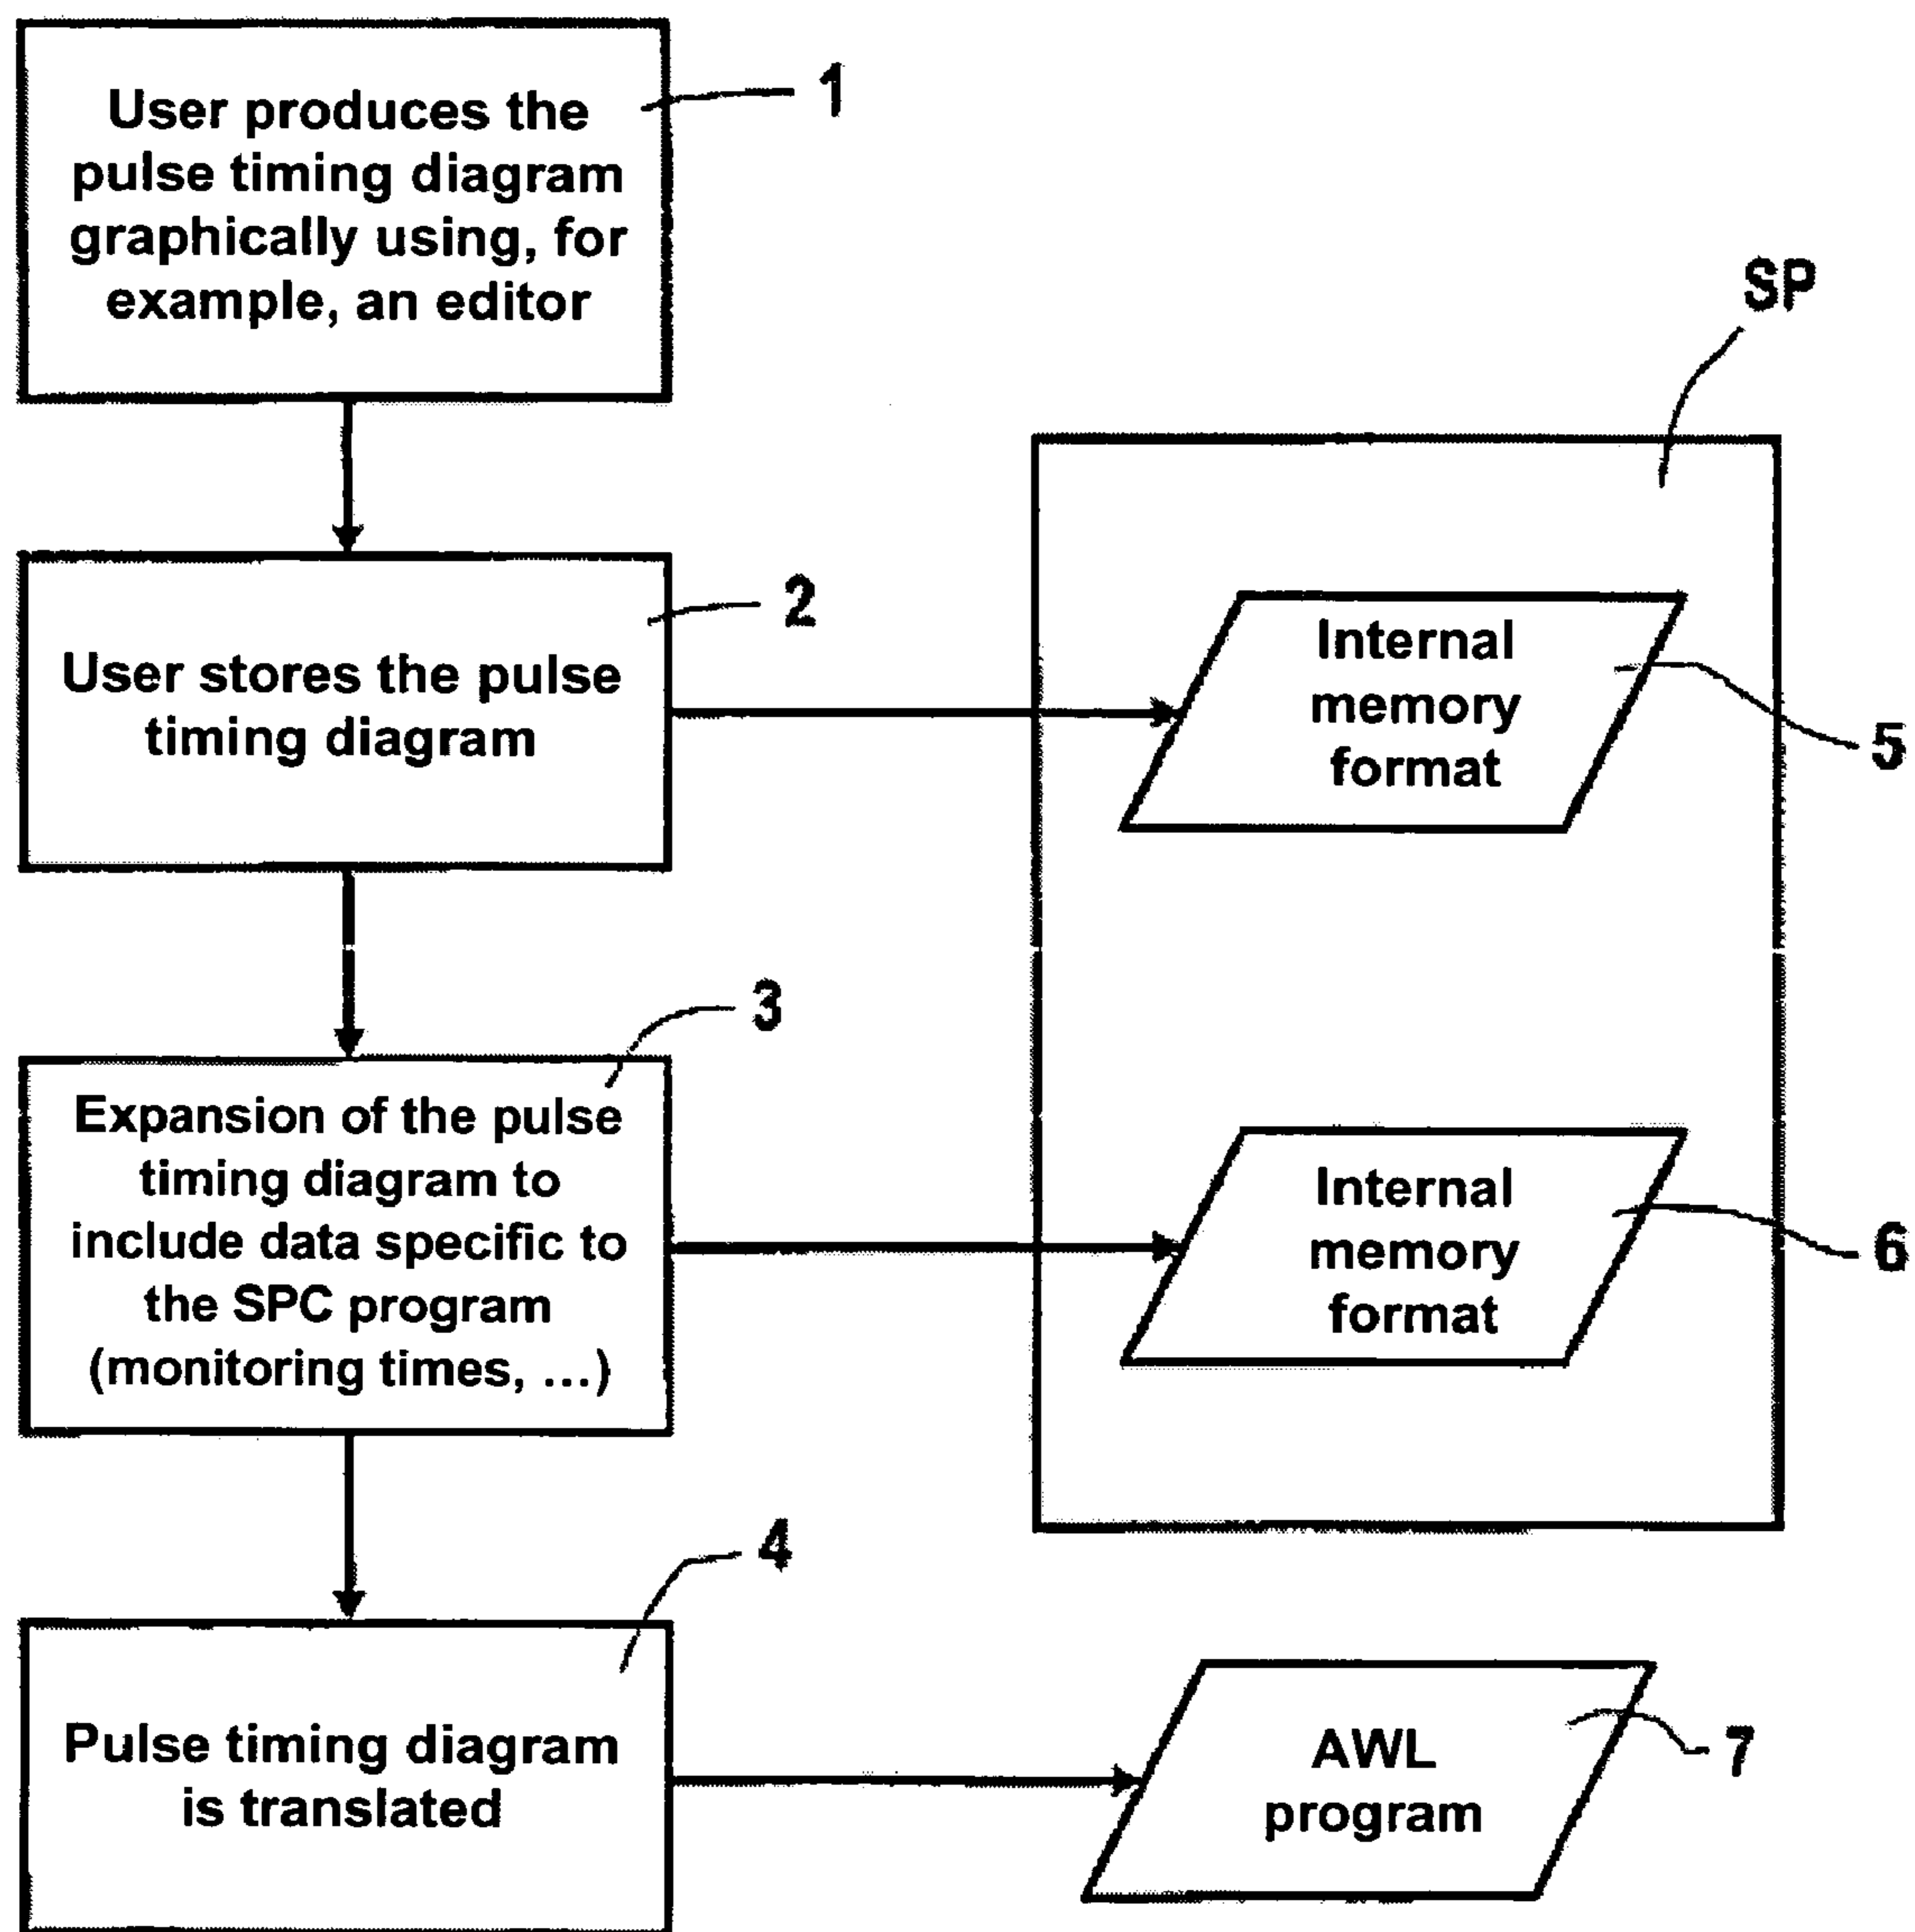 User produces the
pulse timing diagram
graphically using, for
example, an editor
1
SP
User stores the pulse
timing diagram
2
Internal
memory
format
5
Expansion of the pulse
timing diagram to
include data specific to
the SPC program
(monitoring times, ...)
3
Internal
memory
format
6
Pulse timing diagram
is translated
4
AWL
program
7